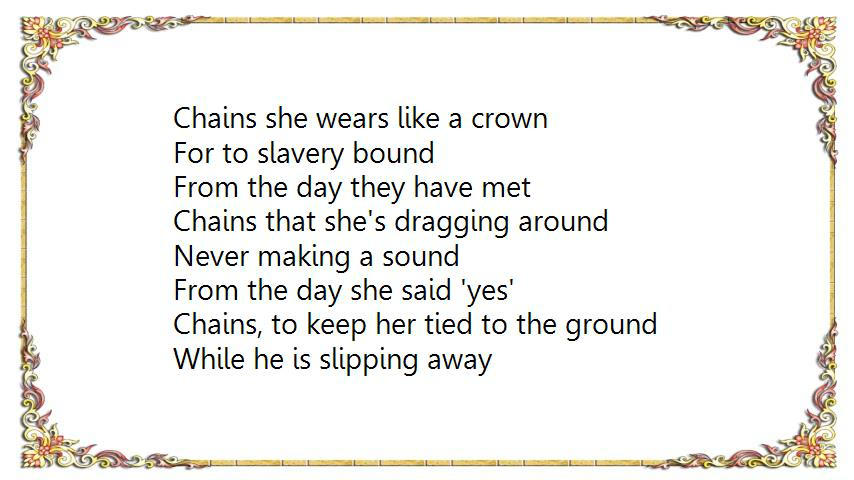 Chains she wears like a crown
For to slavery bound
From the day they have met
Chains that she's dragging around
Never making a sound
From the day she said 'yes'
Chains, to keep her tied to the ground
While he is slipping away